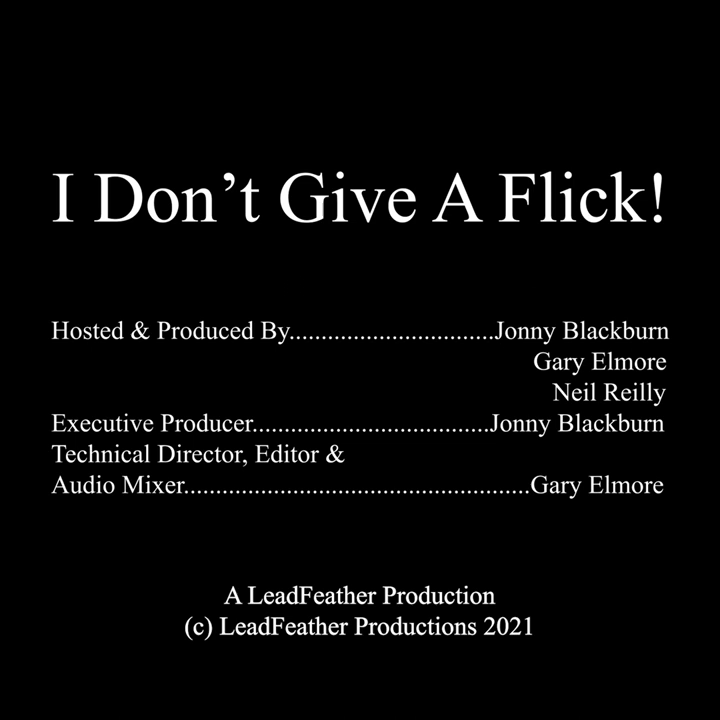 I Don’t Give A Flick!
Hosted & Produced By................................Jonny Blackburn
Gary Elmore
Neil Reilly
Executive Producer.....................................Jonny Blackburn
Technical Director, Editor &
Audio Mixer......................................................Gary Elmore
A LeadFeather Production
(c) LeadFeather Productions 2021